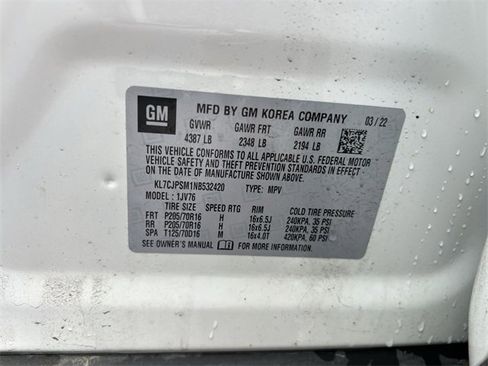 GM MFD BY GM KOREA COMPANY 03/22
GVWR GAWR FRT GAWR RR
4387 LB 2348 LB 2194 LB
THIS VEHICLE CONFORMS TO ALL APPLICABLE U.S. FEDERAL MOTOR
VEHICLE SAFETY AND THEFT PREVENTION STANDARDS IN EFFECT ON
THE DATE OF MANUFACTURE SHOWN ABOVE.
KL7CJPSM1NB532420 TYPE: MPV
MODEL: 1JV76
TIRE SIZE SPEED RTG RIM COLD TIRE PRESSURE
FRT P205/70R16 H 16x6.5J 240KPA, 35 PSI
RR P205/70R16 H 16x6.5J 240KPA, 35 PSI
SPA T125/70D16 M 16x4.0T 420KPA, 60 PSI
SEE OWNER'S MANUAL FOR MORE INFORMATION.